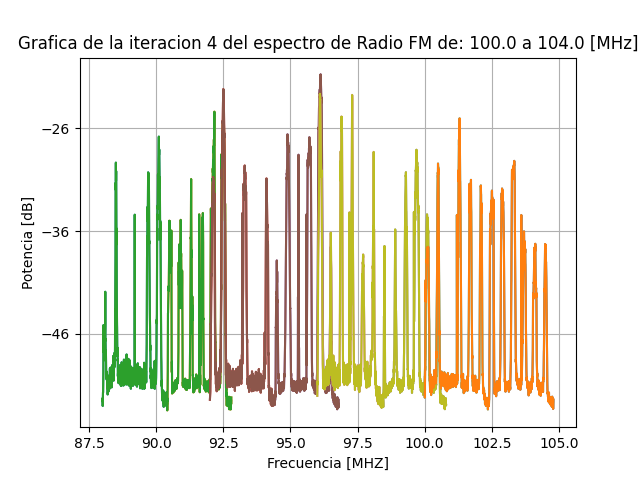 Grafica de la iteracion 4 del espectro de Radio FM de: 100.0 a 104.0 [MHz]
Potencia [dB]
−26
−36
−46
87.5 90.0 92.5 95.0 97.5 100.0 102.5 105.0
Frecuencia [MHZ]